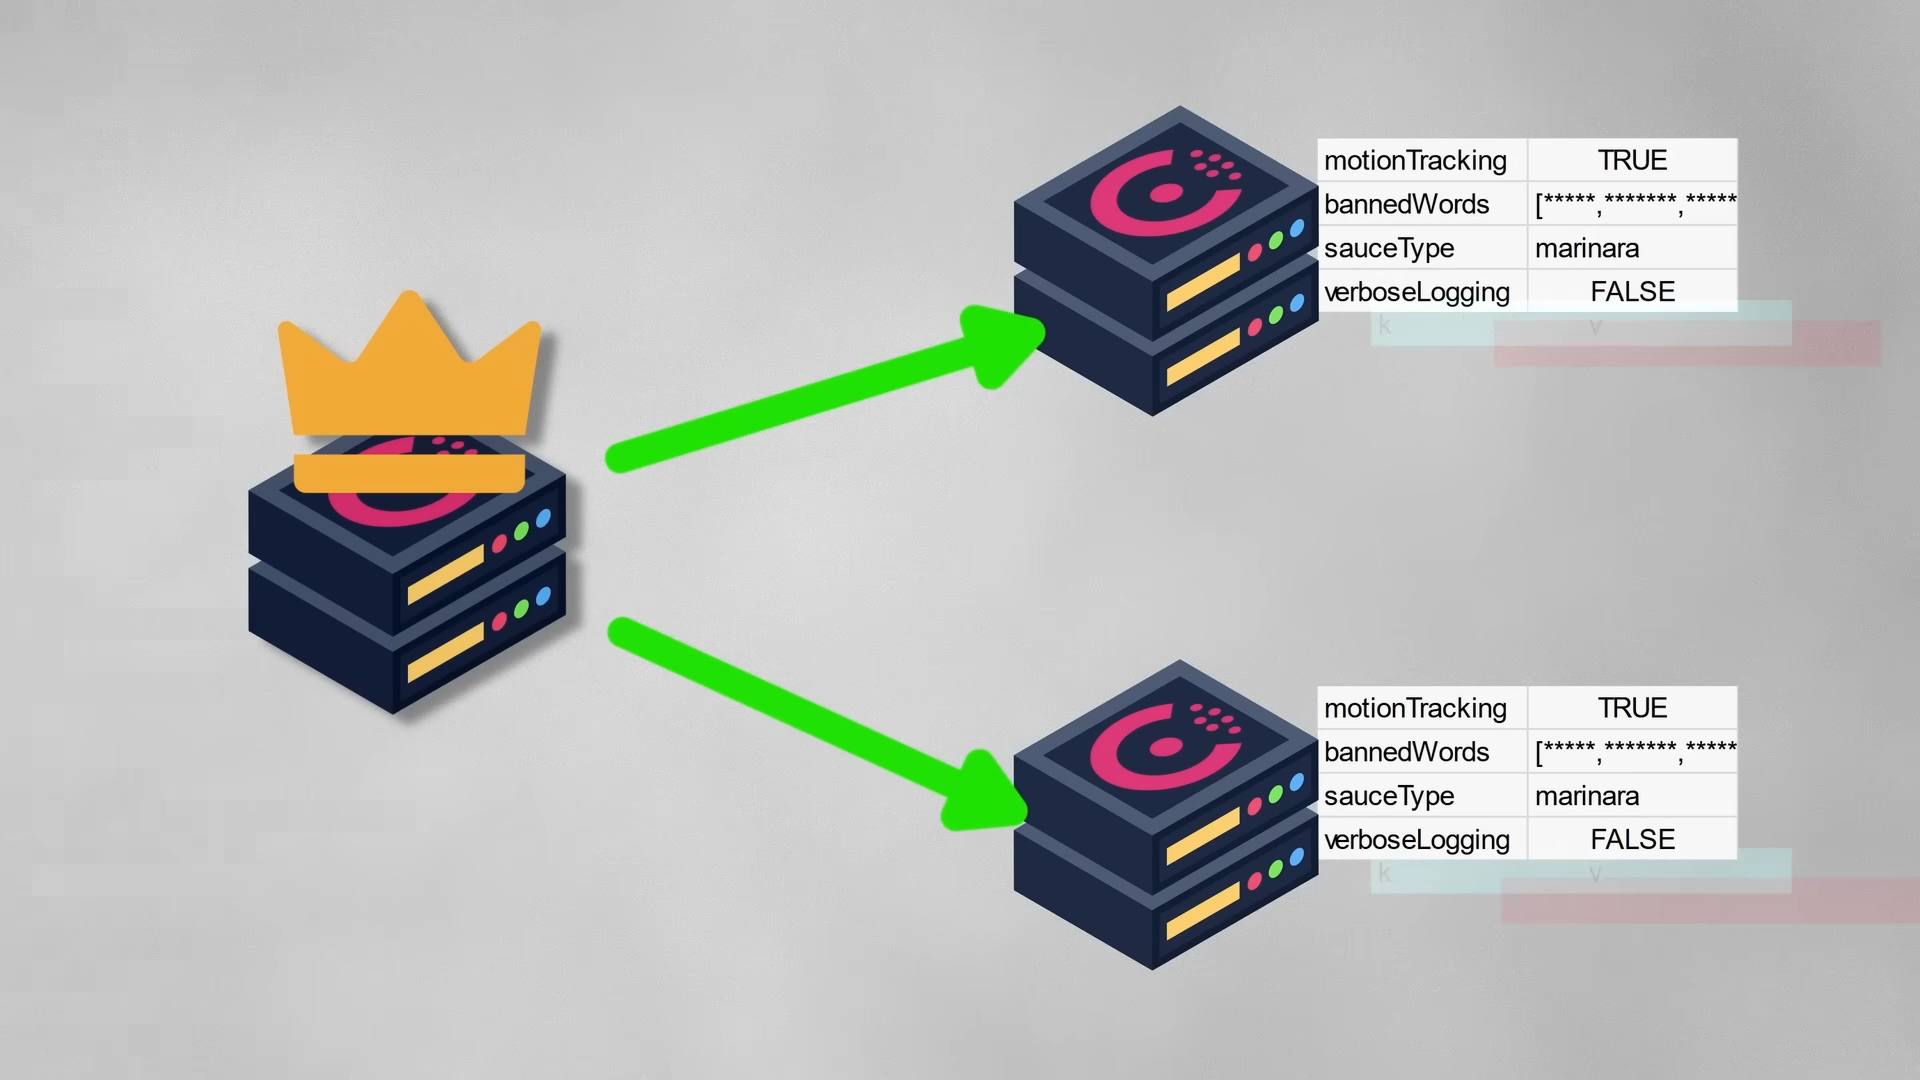 motionTracking TRUE
bannedWords [*****,*******,*****
sauceType marinara
verboseLogging FALSE
k v
motionTracking TRUE
bannedWords [*****,*******,*****
sauceType marinara
verboseLogging FALSE
k v